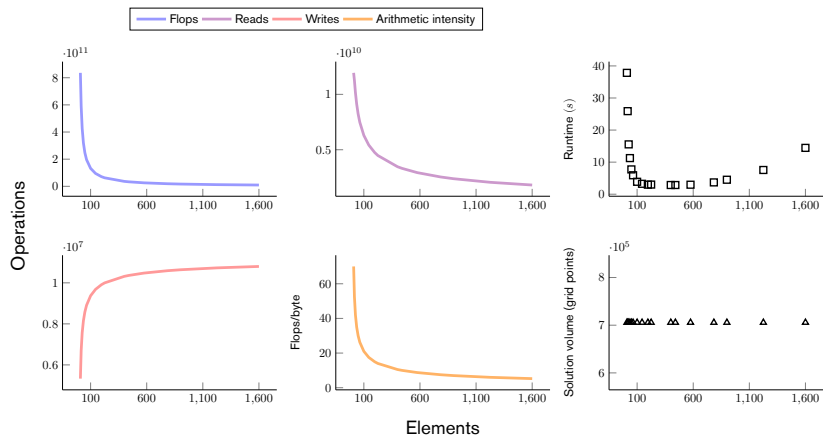 Flops Reads Writes Arithmetic intensity
·10^11
8
6
4
2
0
100 600 1,100 1,600
·10^10
1
0.5
100 600 1,100 1,600
Runtime (s)
40
30
20
10
0
100 600 1,100 1,600
Operations
·10^7
1
0.8
0.6
100 600 1,100 1,600
Flops/byte
60
40
20
0
100 600 1,100 1,600
Solution volume (grid points)
·10^5
8
7
6
100 600 1,100 1,600
Elements